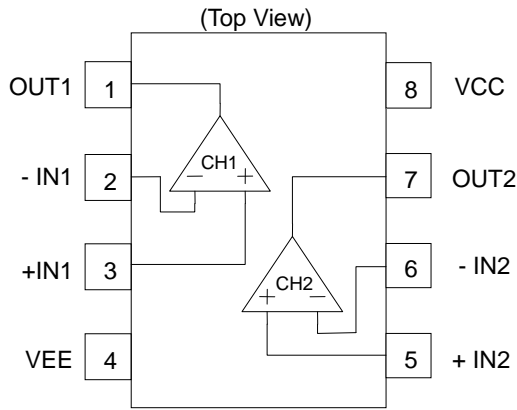 (Top View)
OUT1 1
8 VCC
CH1
- +
- IN1 2
7 OUT2
+IN1 3
6 - IN2
CH2
+ -
VEE 4
5 + IN2